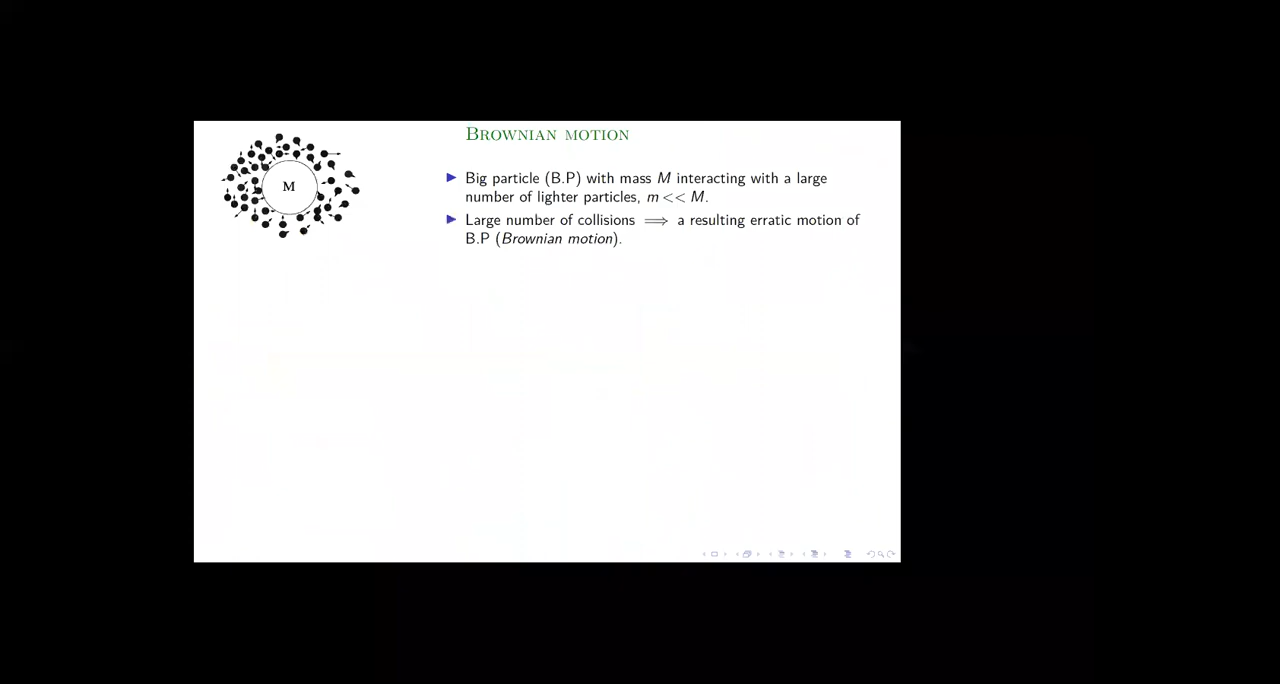 BROWNIAN MOTION
M
Big particle (B.P) with mass M interacting with a large
number of lighter particles, m << M.
Large number of collisions ⟹ a resulting erratic motion of
B.P (Brownian motion).